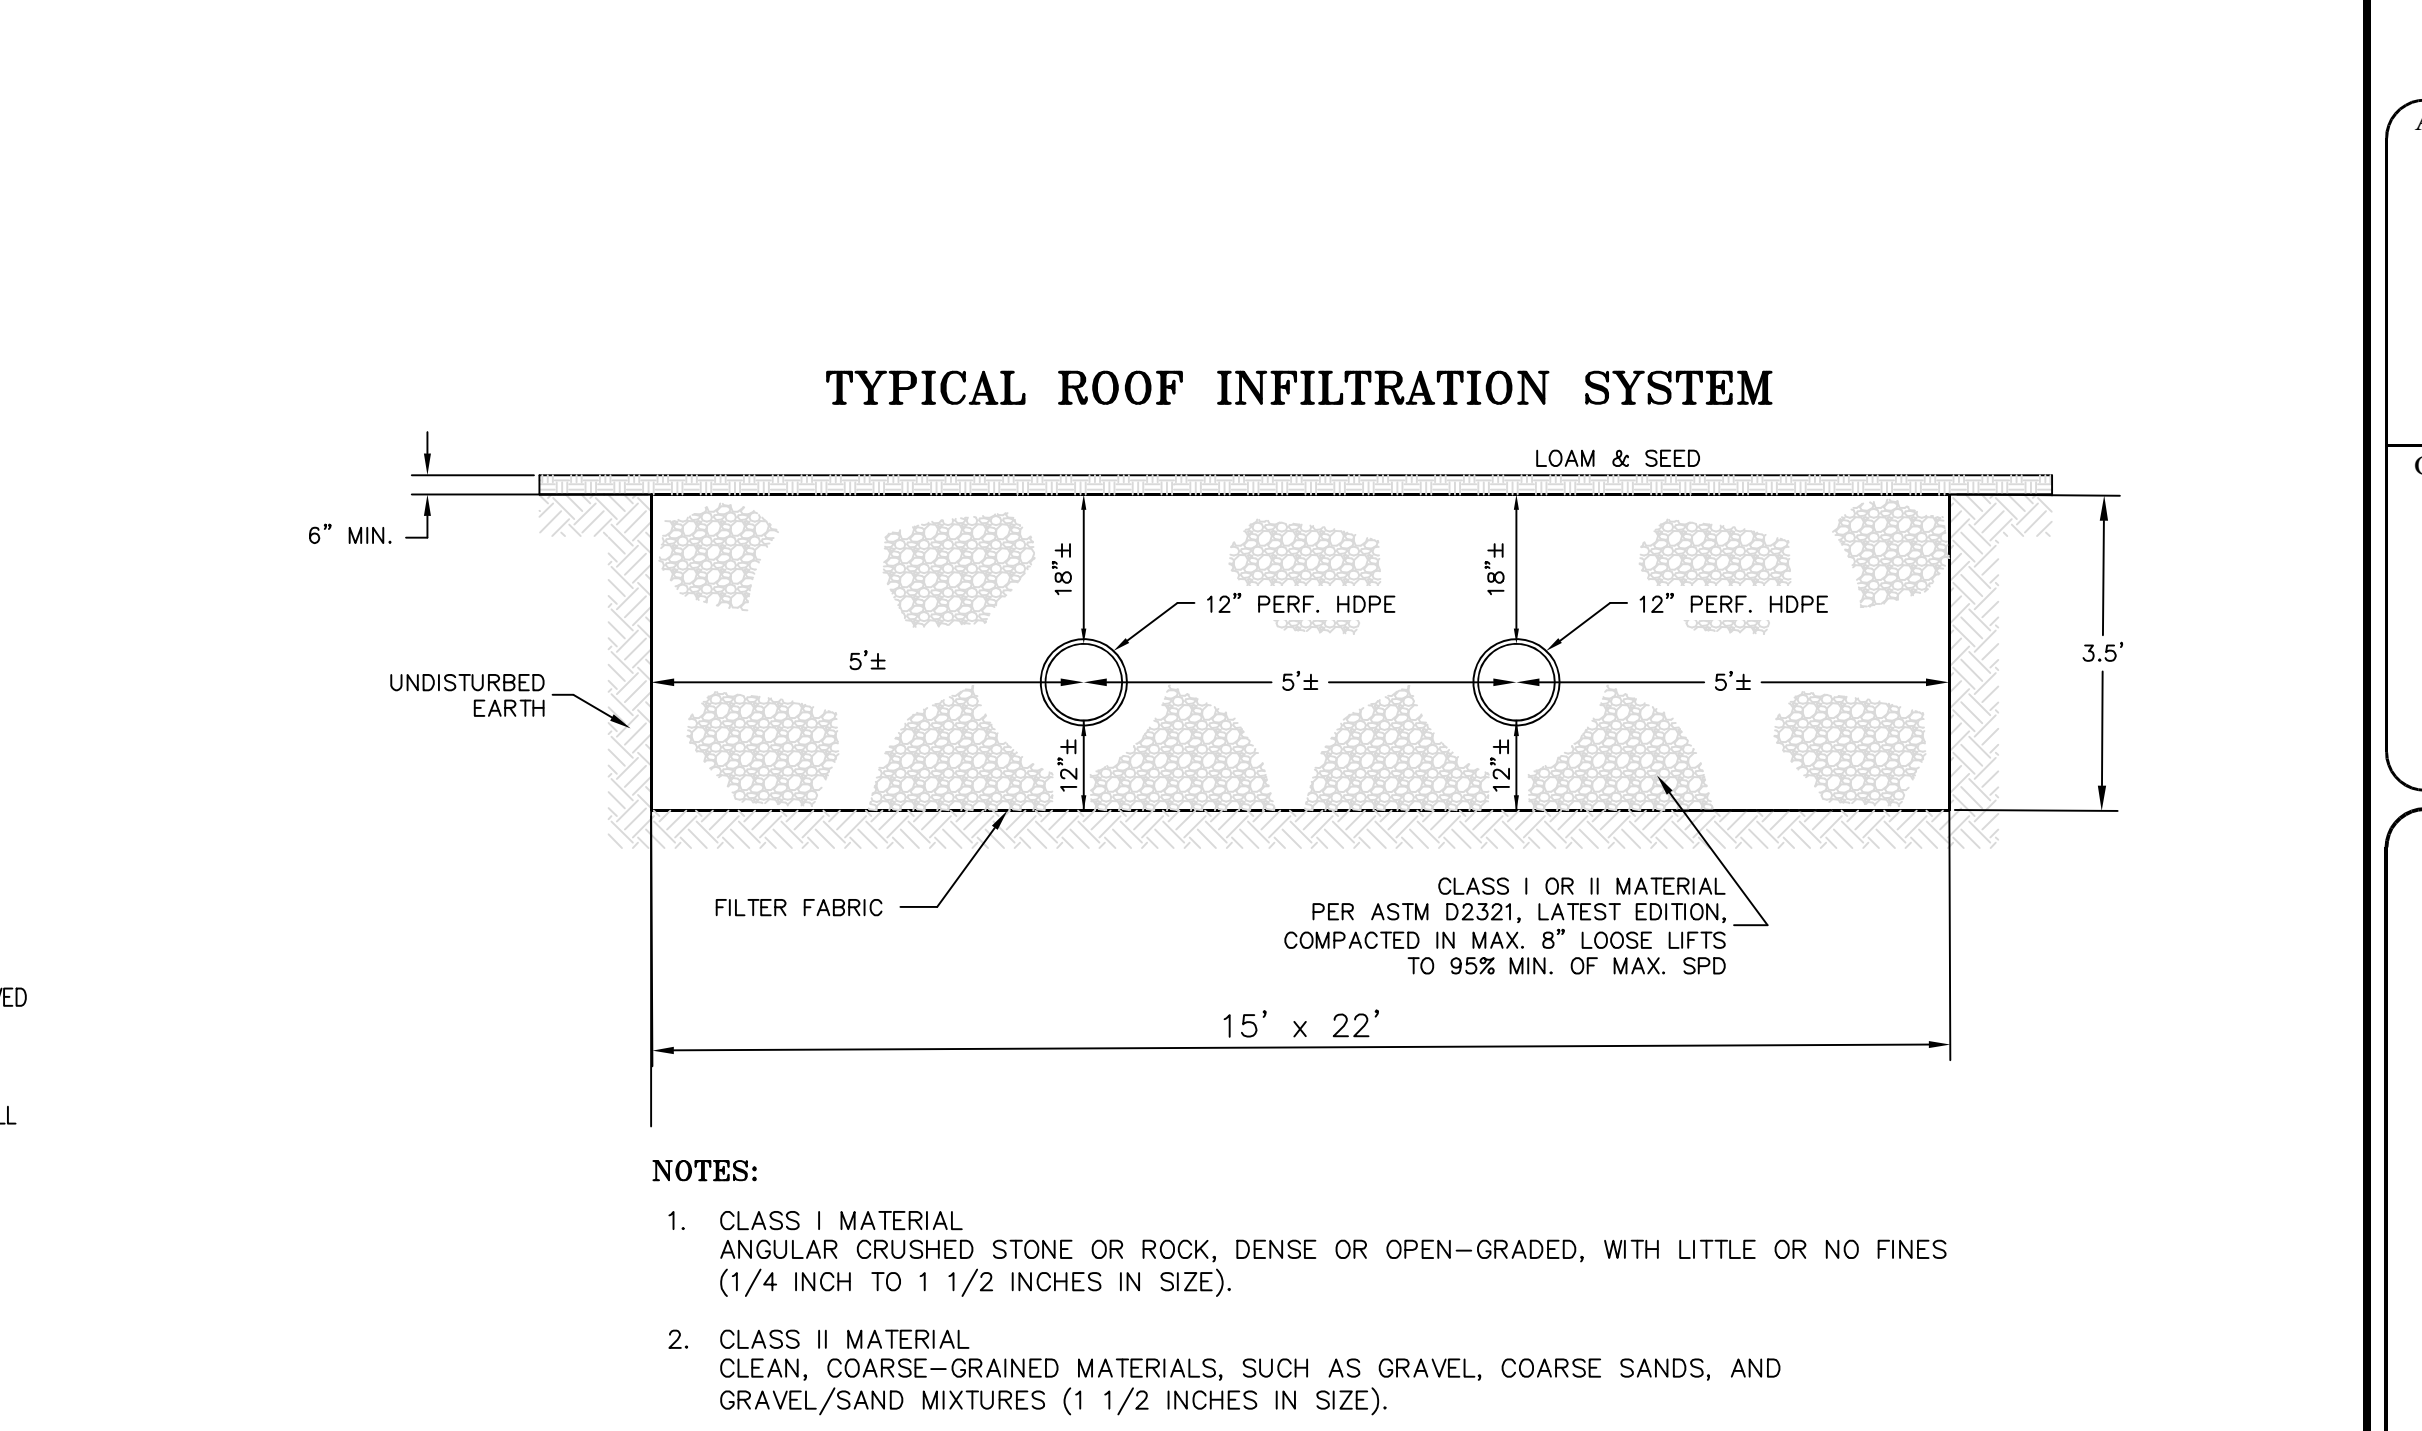 TYPICAL ROOF INFILTRATION SYSTEM
LOAM & SEED
6” MIN.
18”±
18”±
12” PERF. HDPE
12” PERF. HDPE
3.5’
5’±
5’±
5’±
UNDISTURBED
EARTH
12”±
12”±
FILTER FABRIC
CLASS I OR II MATERIAL
PER ASTM D2321, LATEST EDITION,
COMPACTED IN MAX. 8” LOOSE LIFTS
TO 95% MIN. OF MAX. SPD
15’ x 22’
NOTES:
1. CLASS I MATERIAL
ANGULAR CRUSHED STONE OR ROCK, DENSE OR OPEN-GRADED, WITH LITTLE OR NO FINES
(1/4 INCH TO 1 1/2 INCHES IN SIZE).
2. CLASS II MATERIAL
CLEAN, COARSE-GRAINED MATERIALS, SUCH AS GRAVEL, COARSE SANDS, AND
GRAVEL/SAND MIXTURES (1 1/2 INCHES IN SIZE).